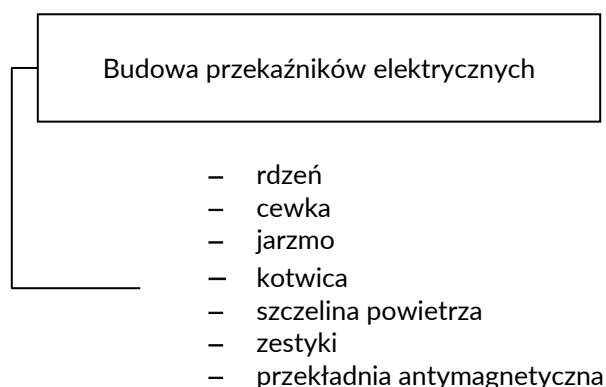 Budowa przekaźników elektrycznych
– rdzeń
– cewka
– jarzmo
– kotwica
– szczelina powietrza
– zestyki
– przekładnia antymagnetyczna